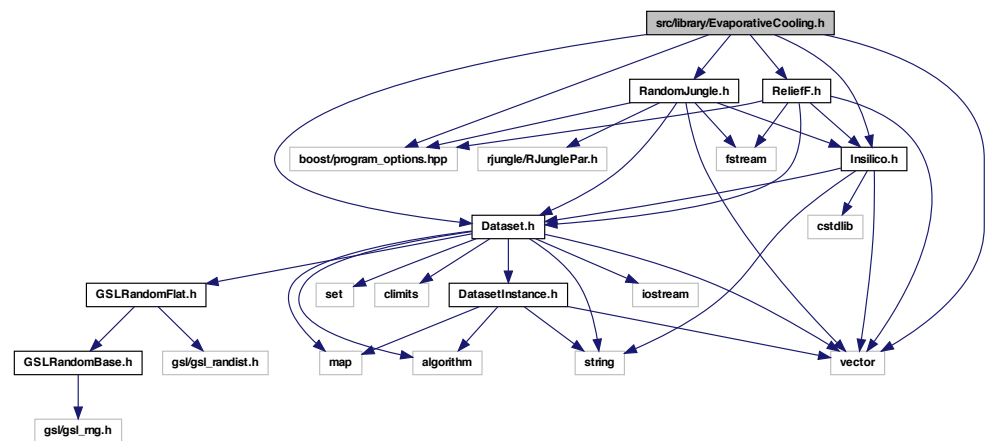 src/library/EvaporativeCooling.h
RandomJungle.h
ReliefF.h
boost/program_options.hpp
rjungle/RJunglePar.h
fstream
Insilico.h
Dataset.h
cstdlib
GSLRandomFlat.h
set
climits
DatasetInstance.h
iostream
GSLRandomBase.h
gsl/gsl_randist.h
map
algorithm
string
vector
gsl/gsl_rng.h